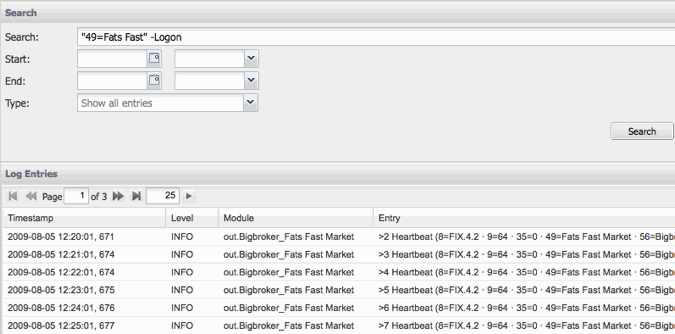 Search
Search: "49=Fats Fast" -Logon
Start:
End:
Type: Show all entries
Search
Log Entries
Page 1 of 3 25
Timestamp Level Module Entry
2009-08-05 12:20:01, 671 INFO out.Bigbroker_Fats Fast Market >2 Heartbeat (8=FIX.4.2 · 9=64 · 35=0 · 49=Fats Fast Market · 56=Bigbro
2009-08-05 12:21:01, 674 INFO out.Bigbroker_Fats Fast Market >3 Heartbeat (8=FIX.4.2 · 9=64 · 35=0 · 49=Fats Fast Market · 56=Bigbro
2009-08-05 12:22:01, 674 INFO out.Bigbroker_Fats Fast Market >4 Heartbeat (8=FIX.4.2 · 9=64 · 35=0 · 49=Fats Fast Market · 56=Bigbro
2009-08-05 12:23:01, 675 INFO out.Bigbroker_Fats Fast Market >5 Heartbeat (8=FIX.4.2 · 9=64 · 35=0 · 49=Fats Fast Market · 56=Bigbro
2009-08-05 12:24:01, 676 INFO out.Bigbroker_Fats Fast Market >6 Heartbeat (8=FIX.4.2 · 9=64 · 35=0 · 49=Fats Fast Market · 56=Bigbro
2009-08-05 12:25:01, 677 INFO out.Bigbroker_Fats Fast Market >7 Heartbeat (8=FIX.4.2 · 9=64 · 35=0 · 49=Fats Fast Market · 56=Bigbro